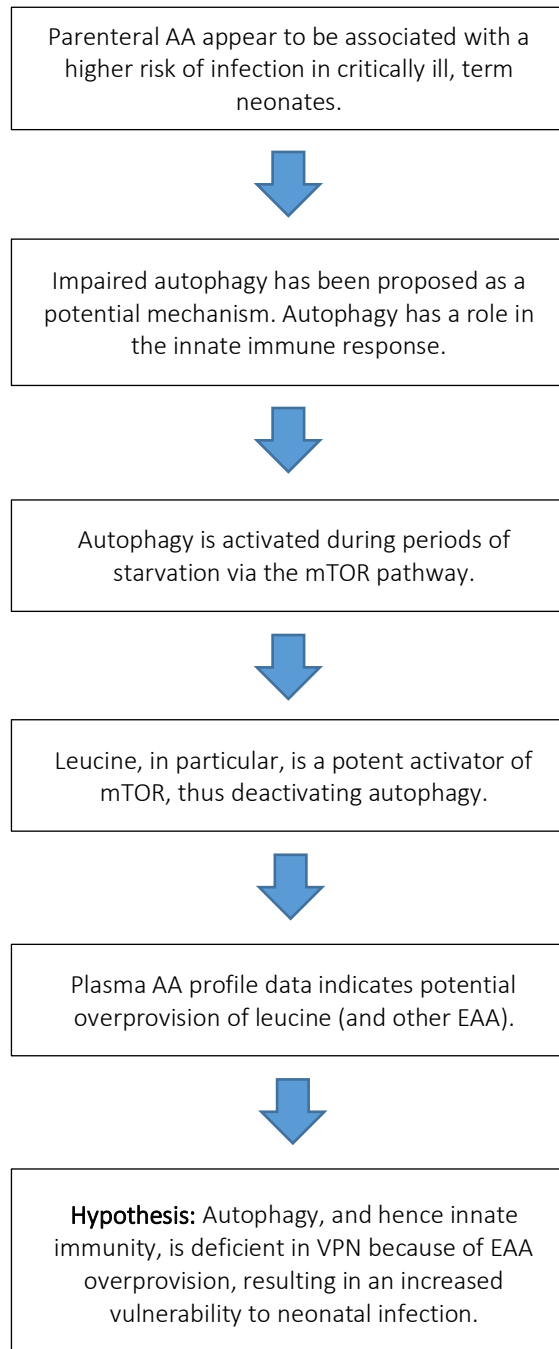 Parenteral AA appear to be associated with a
higher risk of infection in critically ill, term
neonates.
Impaired autophagy has been proposed as a
potential mechanism. Autophagy has a role in
the innate immune response.
Autophagy is activated during periods of
starvation via the mTOR pathway.
Leucine, in particular, is a potent activator of
mTOR, thus deactivating autophagy.
Plasma AA profile data indicates potential
overprovision of leucine (and other EAA).
Hypothesis: Autophagy, and hence innate
immunity, is deficient in VPN because of EAA
overprovision, resulting in an increased
vulnerability to neonatal infection.